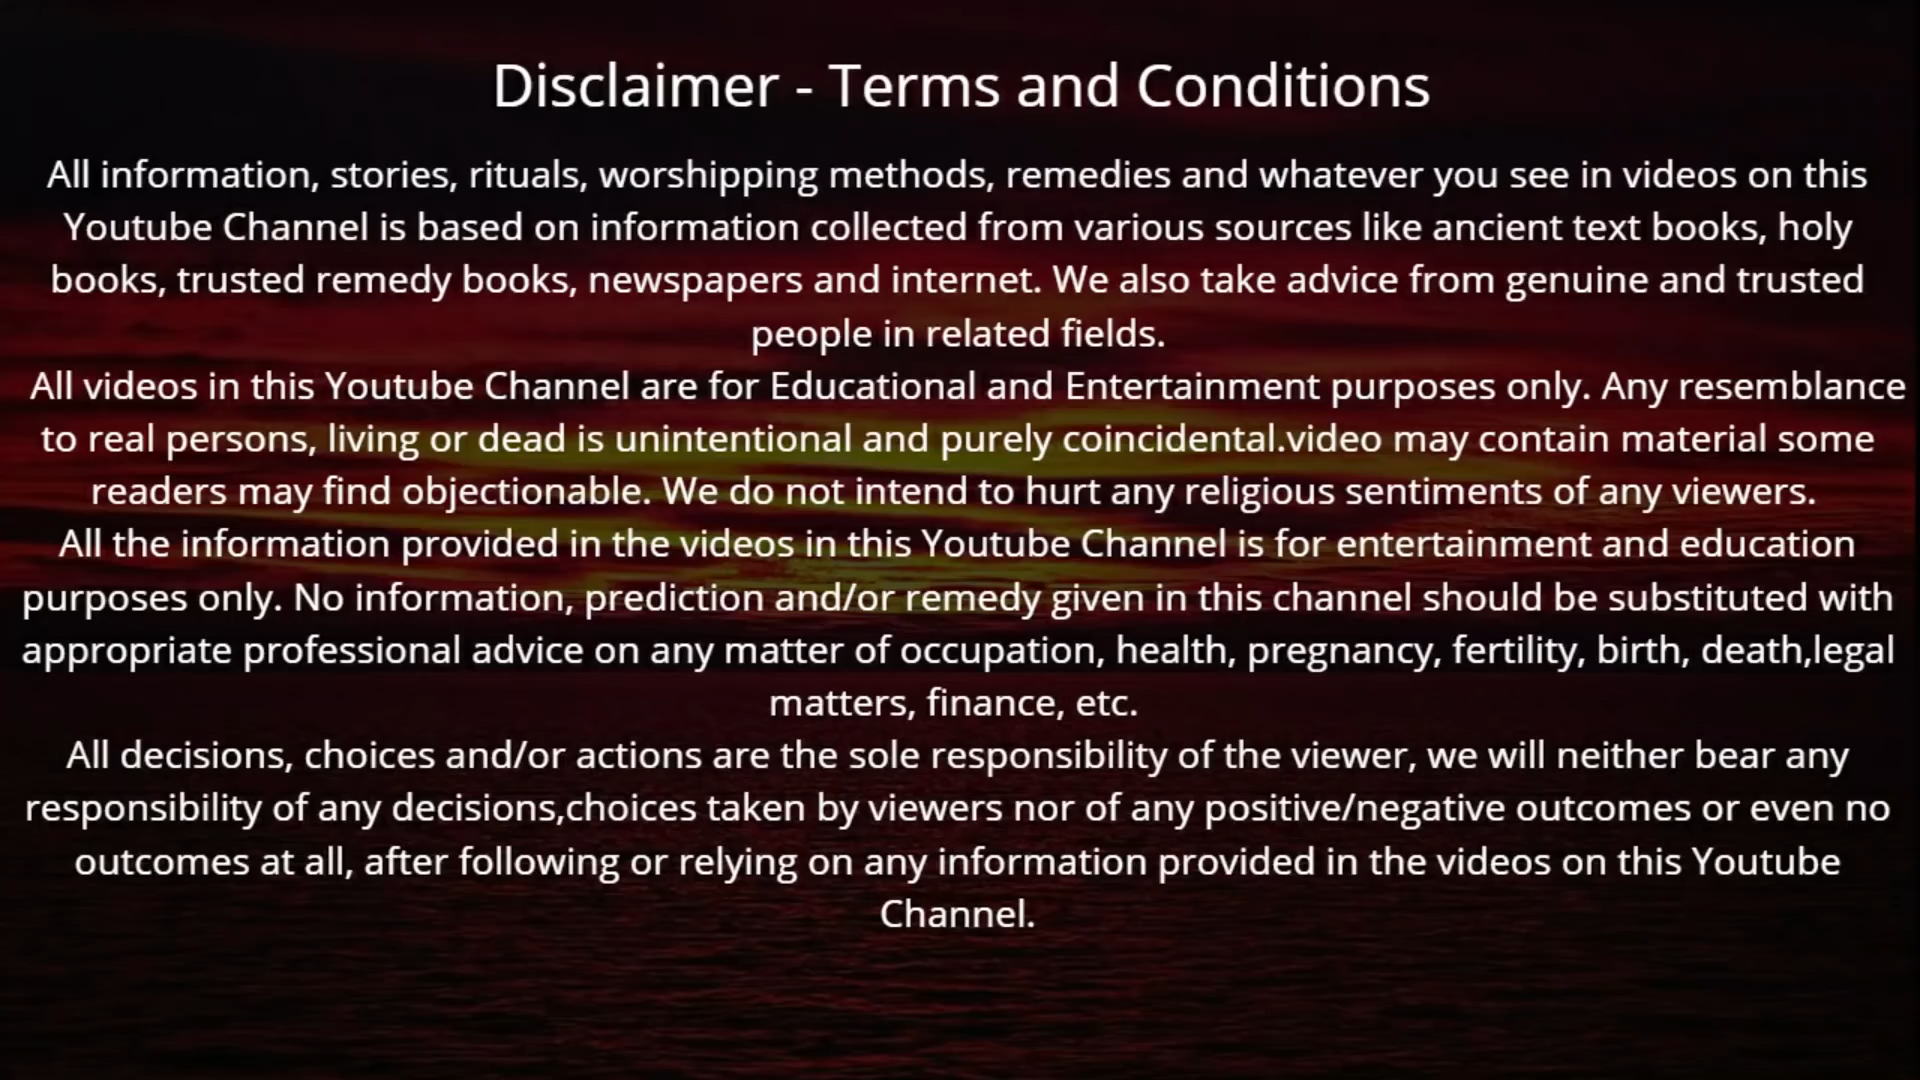 Disclaimer - Terms and Conditions
All information, stories, rituals, worshipping methods, remedies and whatever you see in videos on this
Youtube Channel is based on information collected from various sources like ancient text books, holy
books, trusted remedy books, newspapers and internet. We also take advice from genuine and trusted
people in related fields.
All videos in this Youtube Channel are for Educational and Entertainment purposes only. Any resemblance
to real persons, living or dead is unintentional and purely coincidental.video may contain material some
readers may find objectionable. We do not intend to hurt any religious sentiments of any viewers.
All the information provided in the videos in this Youtube Channel is for entertainment and education
purposes only. No information, prediction and/or remedy given in this channel should be substituted with
appropriate professional advice on any matter of occupation, health, pregnancy, fertility, birth, death,legal
matters, finance, etc.
All decisions, choices and/or actions are the sole responsibility of the viewer, we will neither bear any
responsibility of any decisions,choices taken by viewers nor of any positive/negative outcomes or even no
outcomes at all, after following or relying on any information provided in the videos on this Youtube
Channel.